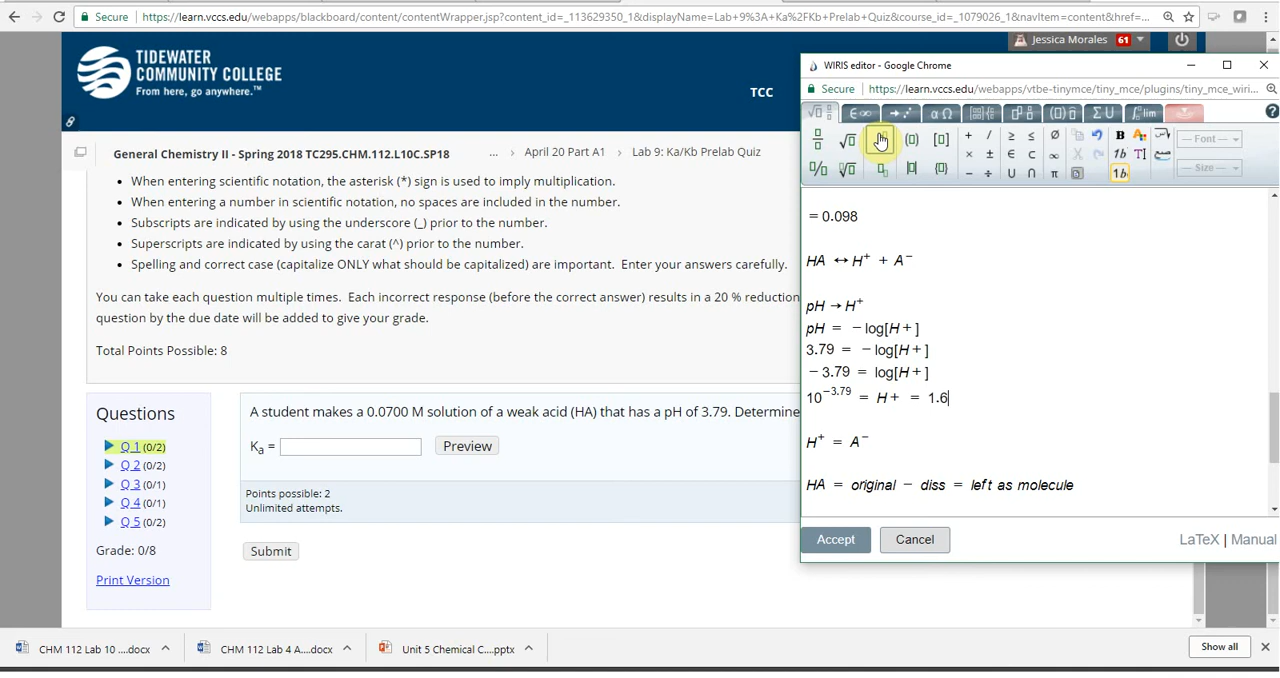 Secure https://learn.vccs.edu/webapps/blackboard/content/contentWrapper.jsp?content_id=_113629350_1&displayName=Lab+9%3A+Ka%2FKb+Prelab+Quiz&course_id=_1079026_1&navItem=content&href=...
TIDEWATER
COMMUNITY COLLEGE
From here, go anywhere.™
TCC
Jessica Morales 61
General Chemistry II - Spring 2018 TC295.CHM.112.L10C.SP18 ... April 20 Part A1 Lab 9: Ka/Kb Prelab Quiz
• When entering scientific notation, the asterisk (*) sign is used to imply multiplication.
• When entering a number in scientific notation, no spaces are included in the number.
• Subscripts are indicated by using the underscore (_) prior to the number.
• Superscripts are indicated by using the carat (^) prior to the number.
• Spelling and correct case (capitalize ONLY what should be capitalized) are important. Enter your answers carefully.
You can take each question multiple times. Each incorrect response (before the correct answer) results in a 20 % reduction
question by the due date will be added to give your grade.
Total Points Possible: 8
Questions
Q 1 (0/2)
Q 2 (0/2)
Q 3 (0/1)
Q 4 (0/1)
Q 5 (0/2)
Grade: 0/8
Print Version
A student makes a 0.0700 M solution of a weak acid (HA) that has a pH of 3.79. Determine
Ka = Preview
Points possible: 2
Unlimited attempts.
Submit
WIRIS editor - Google Chrome
Secure https://learn.vccs.edu/webapps/vtbe-tinymce/tiny_mce/plugins/tiny_mce_wiri...
- Font -
- Size -
= 0.098
HA ↔ H⁺ + A⁻
pH → H⁺
pH = − log[H + ]
3.79 = − log[H + ]
− 3.79 = log[H + ]
10⁻³·⁷⁹ = H + = 1.6
H⁺ = A⁻
HA = original − diss = left as molecule
Accept Cancel LaTeX | Manual
CHM 112 Lab 10 ....docx CHM 112 Lab 4 A....docx Unit 5 Chemical C....pptx Show all